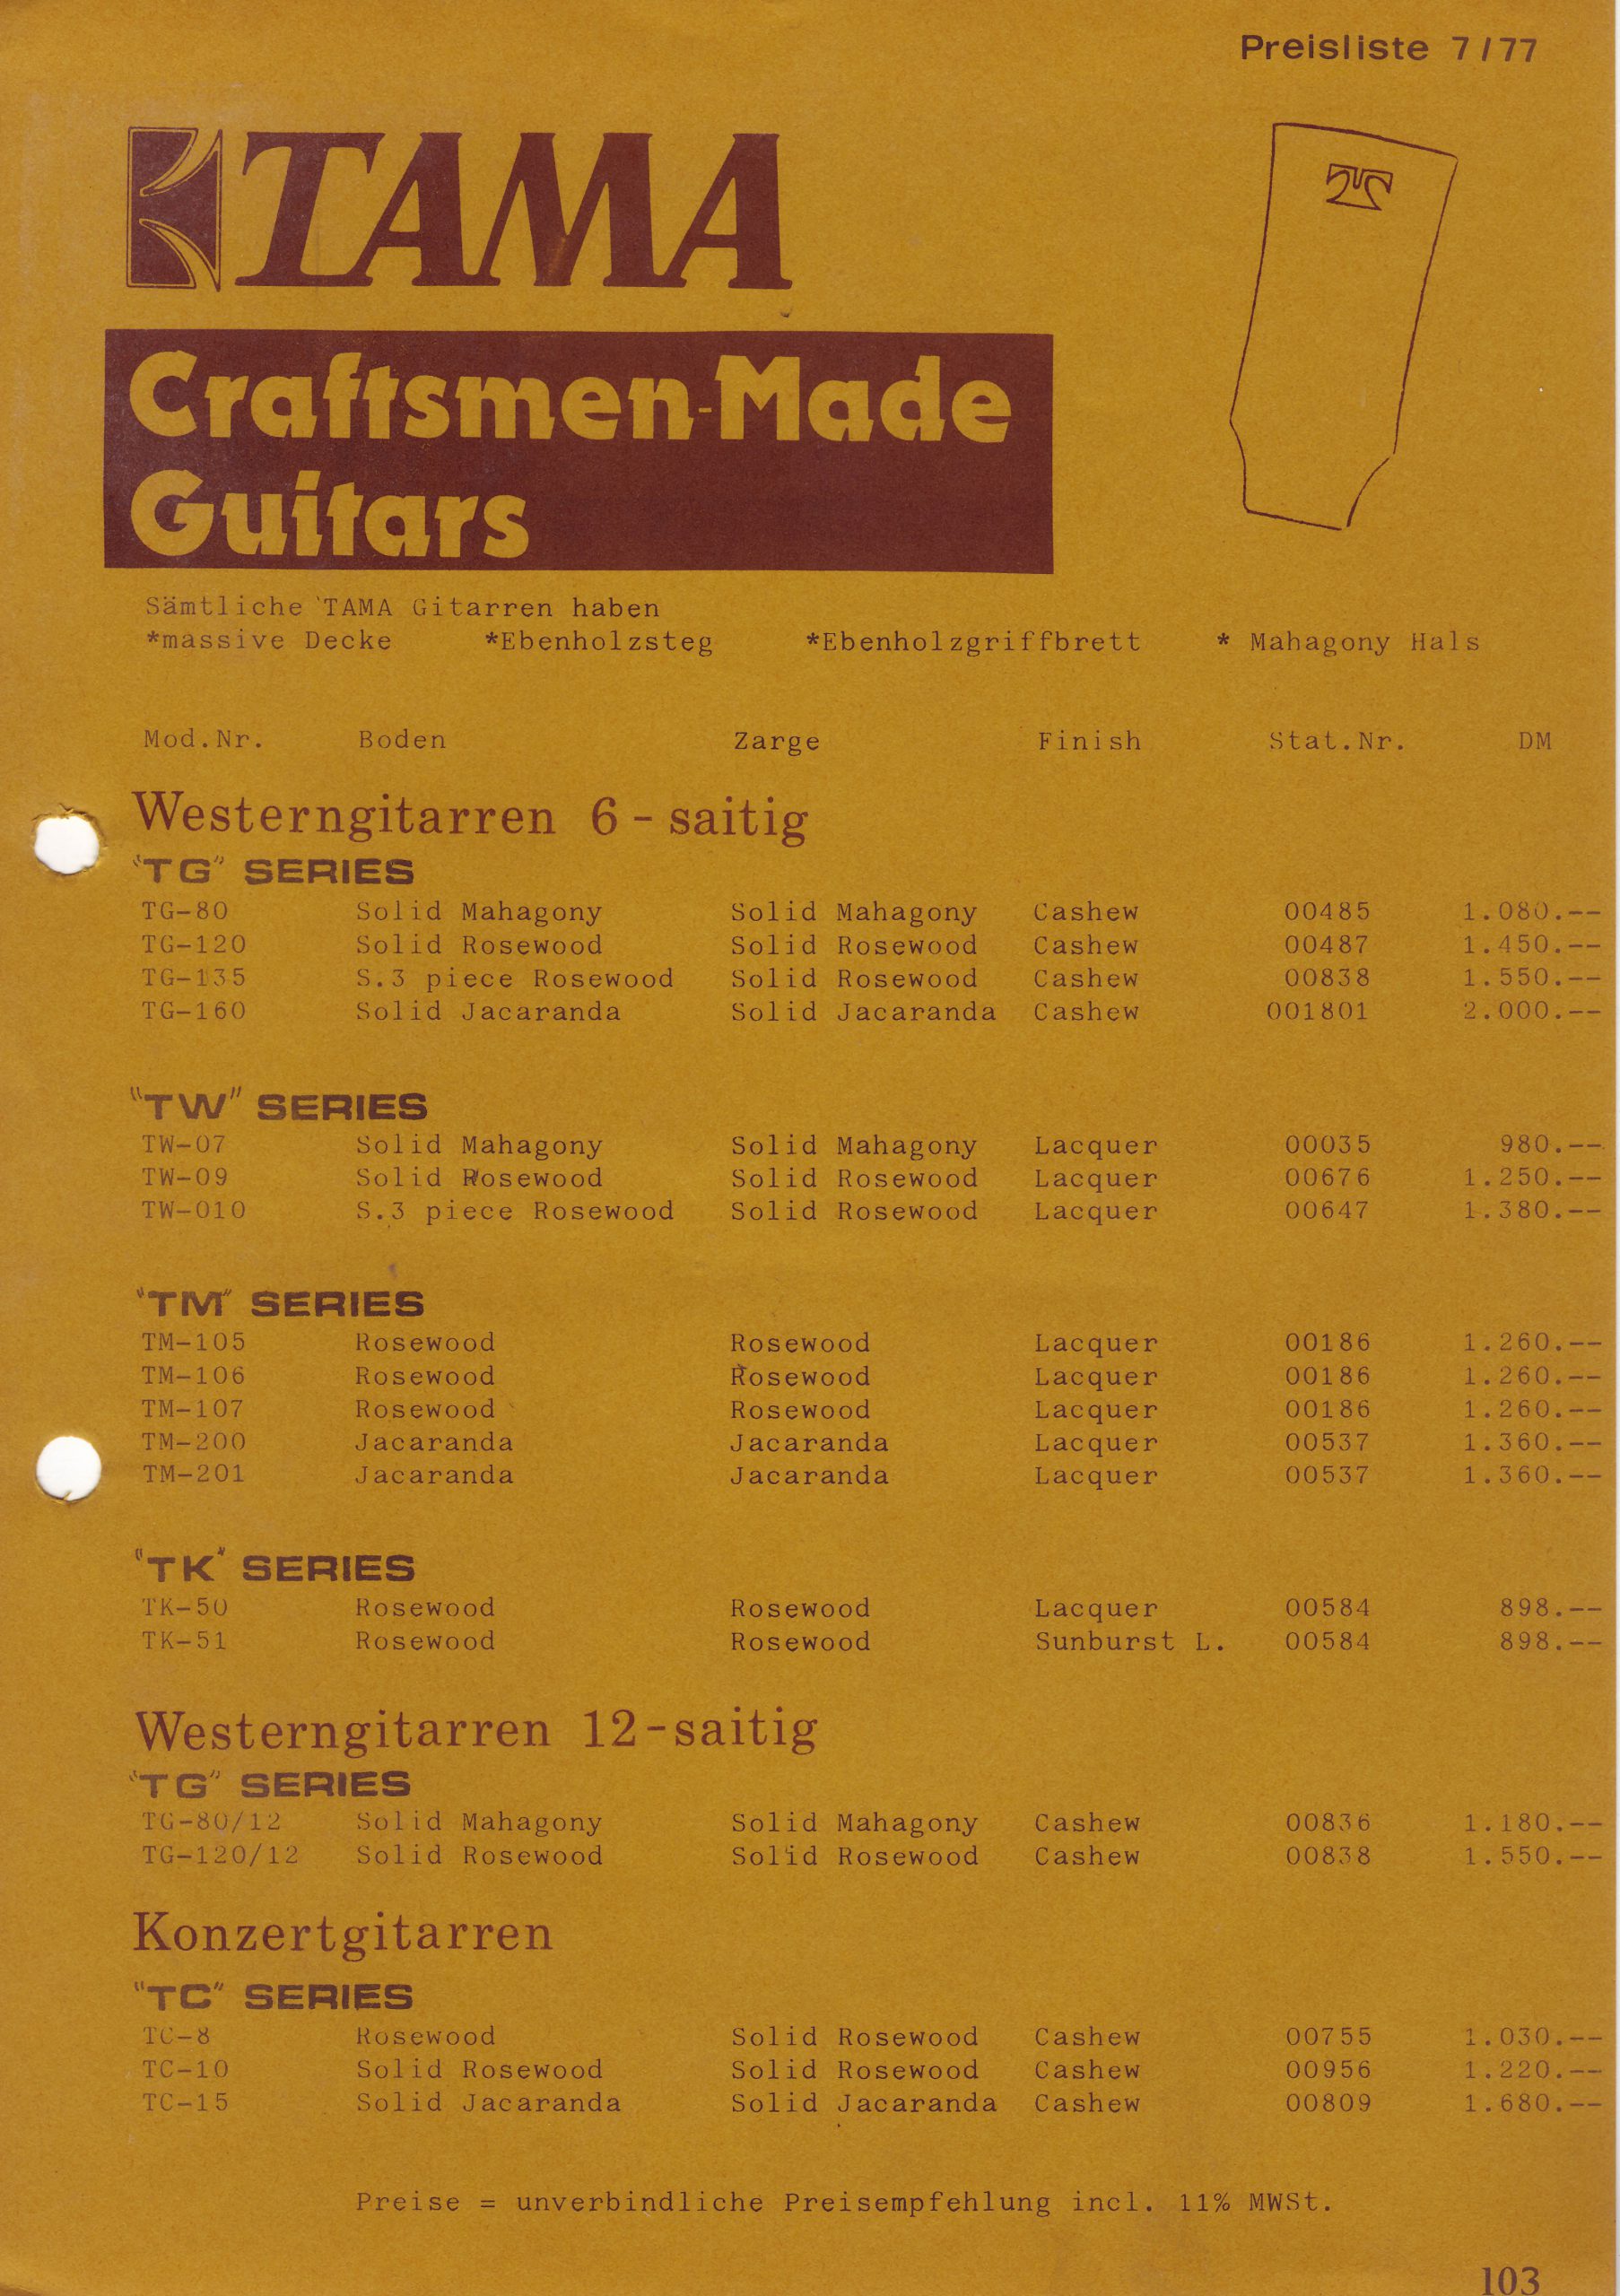 Preisliste 7/77
TAMA
Craftsmen-Made
Guitars
Sämtliche TAMA Gitarren haben
*massive Decke *Ebenholzsteg *Ebenholzgriffbrett * Mahagony Hals
Mod.Nr. Boden Zarge Finish Stat.Nr. DM
Westerngitarren 6-saitig
"TG" SERIES
TG-80 Solid Mahagony Solid Mahagony Cashew 00485 1.080.--
TG-120 Solid Rosewood Solid Rosewood Cashew 00487 1.450.--
TG-135 S.3 piece Rosewood Solid Rosewood Cashew 00838 1.550.--
TG-160 Solid Jacaranda Solid Jacaranda Cashew 001801 2.000.--
"TW" SERIES
TW-07 Solid Mahagony Solid Mahagony Lacquer 00035 980.--
TW-09 Solid Rosewood Solid Rosewood Lacquer 00676 1.250.--
TW-010 S.3 piece Rosewood Solid Rosewood Lacquer 00647 1.380.--
"TM" SERIES
TM-105 Rosewood Rosewood Lacquer 00186 1.260.--
TM-106 Rosewood Rosewood Lacquer 00186 1.260.--
TM-107 Rosewood Rosewood Lacquer 00186 1.260.--
TM-200 Jacaranda Jacaranda Lacquer 00537 1.360.--
TM-201 Jacaranda Jacaranda Lacquer 00537 1.360.--
"TK" SERIES
TK-50 Rosewood Rosewood Lacquer 00584 898.--
TK-51 Rosewood Rosewood Sunburst L. 00584 898.--
Westerngitarren 12-saitig
"TG" SERIES
TG-80/12 Solid Mahagony Solid Mahagony Cashew 00836 1.180.--
TG-120/12 Solid Rosewood Solid Rosewood Cashew 00838 1.550.--
Konzertgitarren
"TC" SERIES
TC-8 Rosewood Solid Rosewood Cashew 00755 1.030.--
TC-10 Solid Rosewood Solid Rosewood Cashew 00956 1.220.--
TC-15 Solid Jacaranda Solid Jacaranda Cashew 00809 1.680.--
Preise = unverbindliche Preisempfehlung incl. 11% MWSt.
103